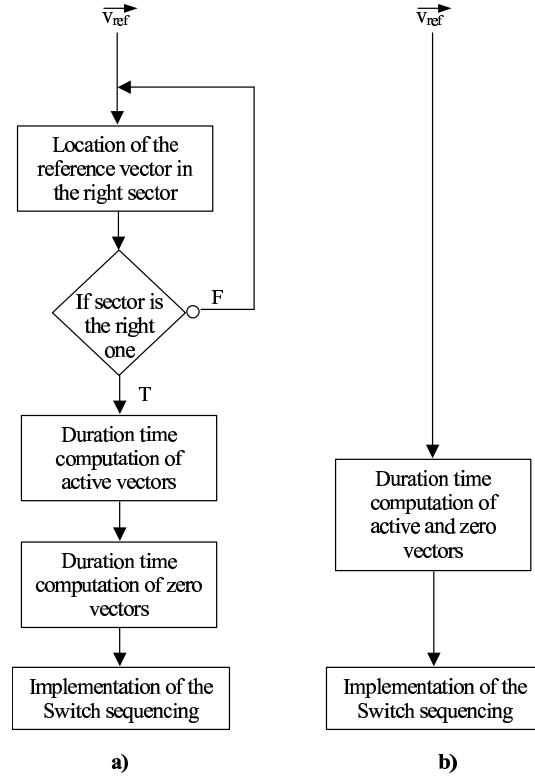 v_ref
Location of the
reference vector in
the right sector
If sector is
the right
one
F
T
Duration time
computation of
active vectors
Duration time
computation of zero
vectors
Implementation of the
Switch sequencing
a)
v_ref
Duration time
computation of
active and zero
vectors
Implementation of the
Switch sequencing
b)